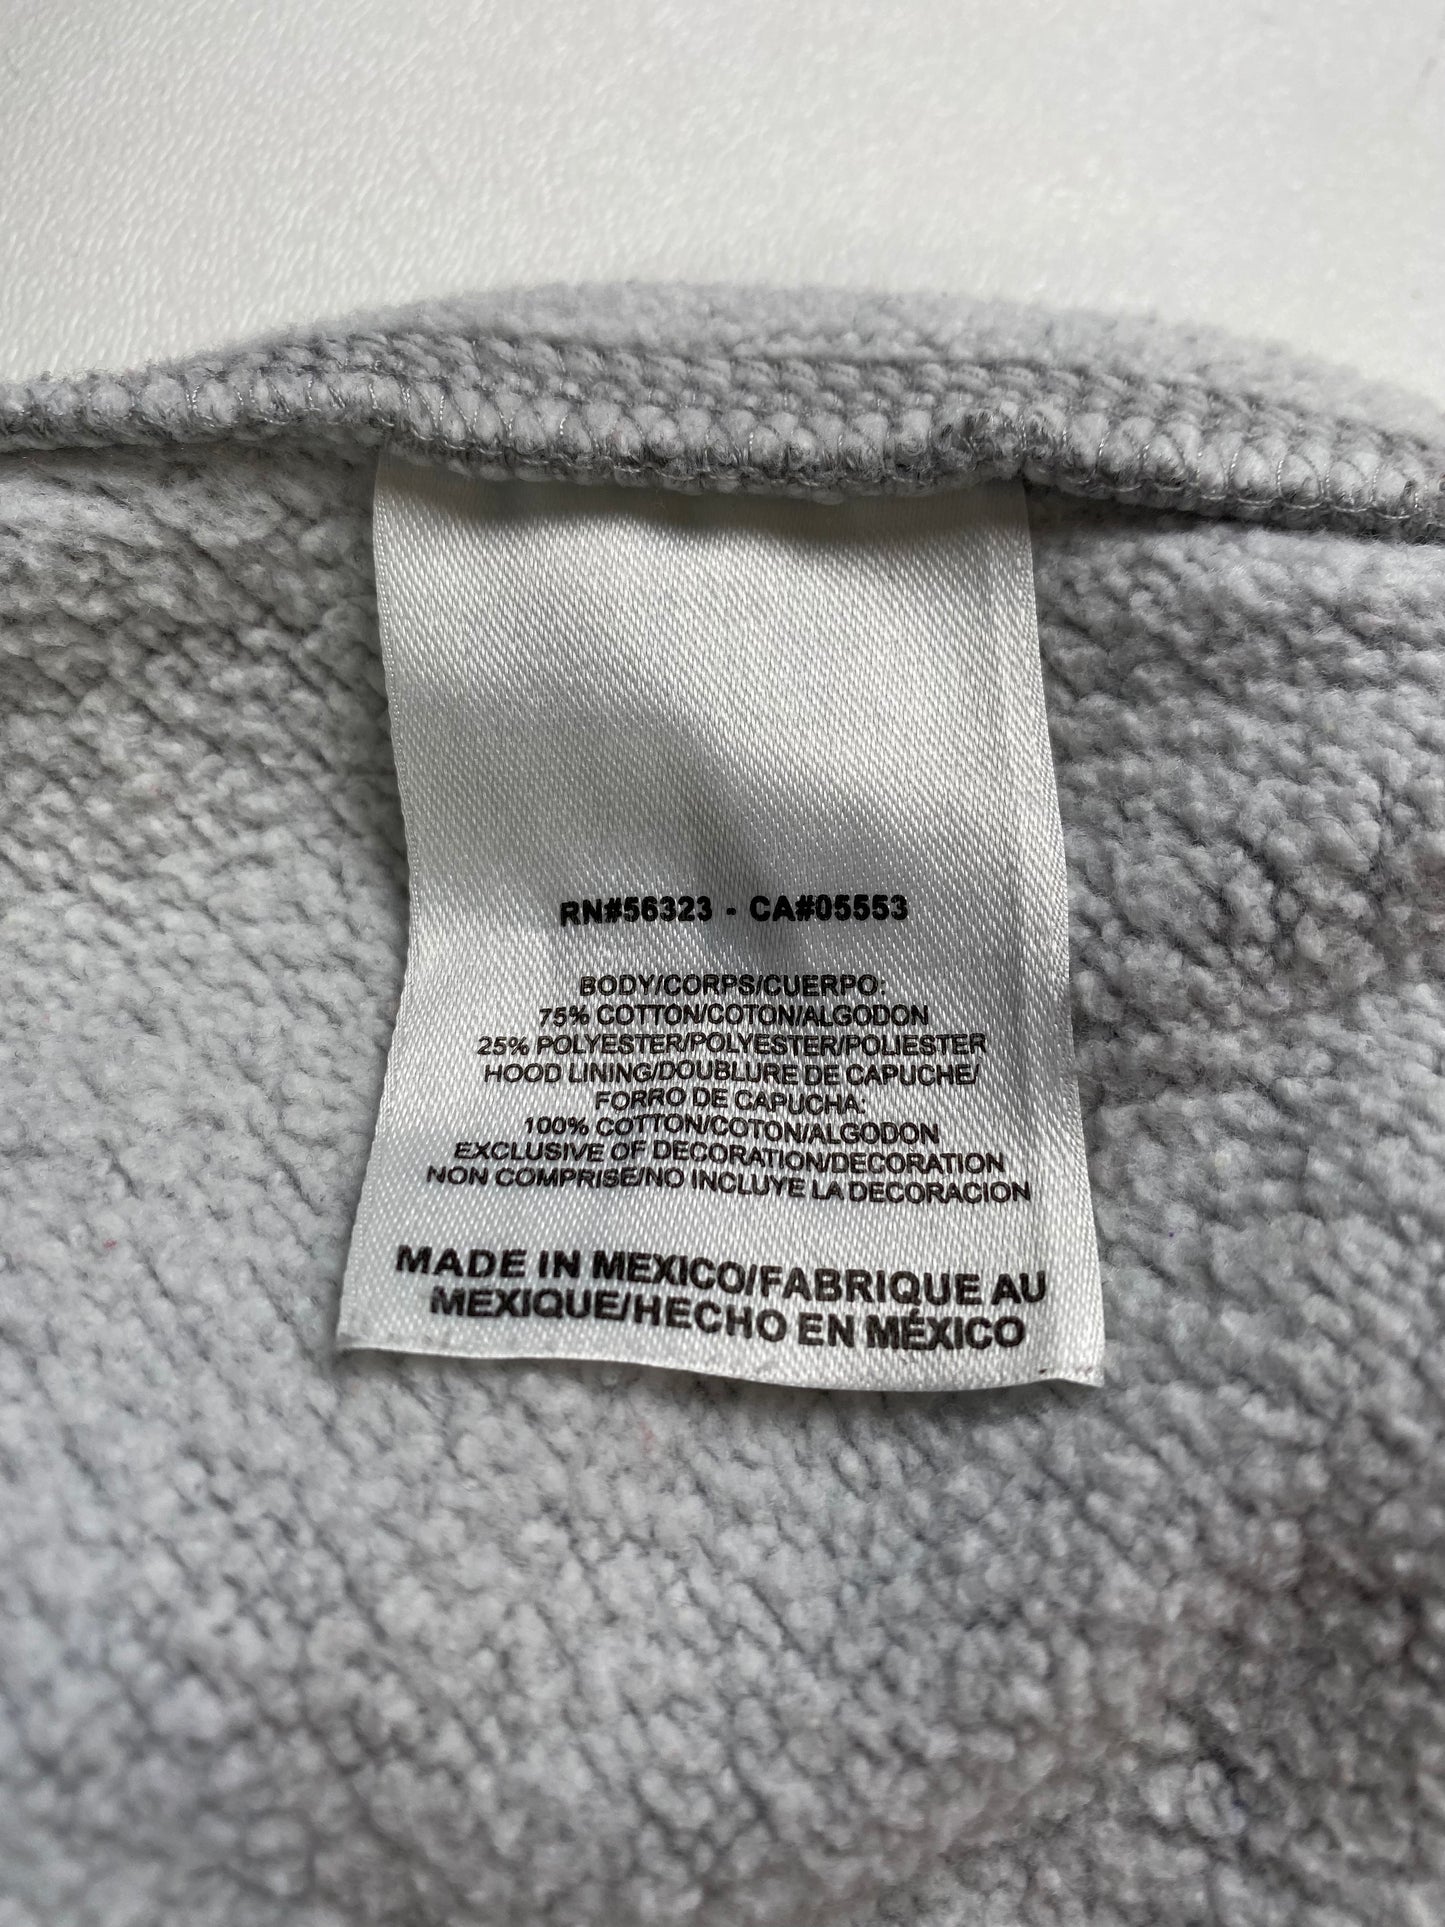 RN#56323 - CA#05553
BODY/CORPS/CUERPO:
75% COTTON/COTON/ALGODON
25% POLYESTER/POLYESTER/POLIESTER
HOOD LINING/DOUBLURE DE CAPUCHE/
FORRO DE CAPUCHA:
100% COTTON/COTON/ALGODON
EXCLUSIVE OF DECORATION/DECORATION
NON COMPRISE/NO INCLUYE LA DECORACION
MADE IN MEXICO/FABRIQUE AU
MEXIQUE/HECHO EN MÉXICO